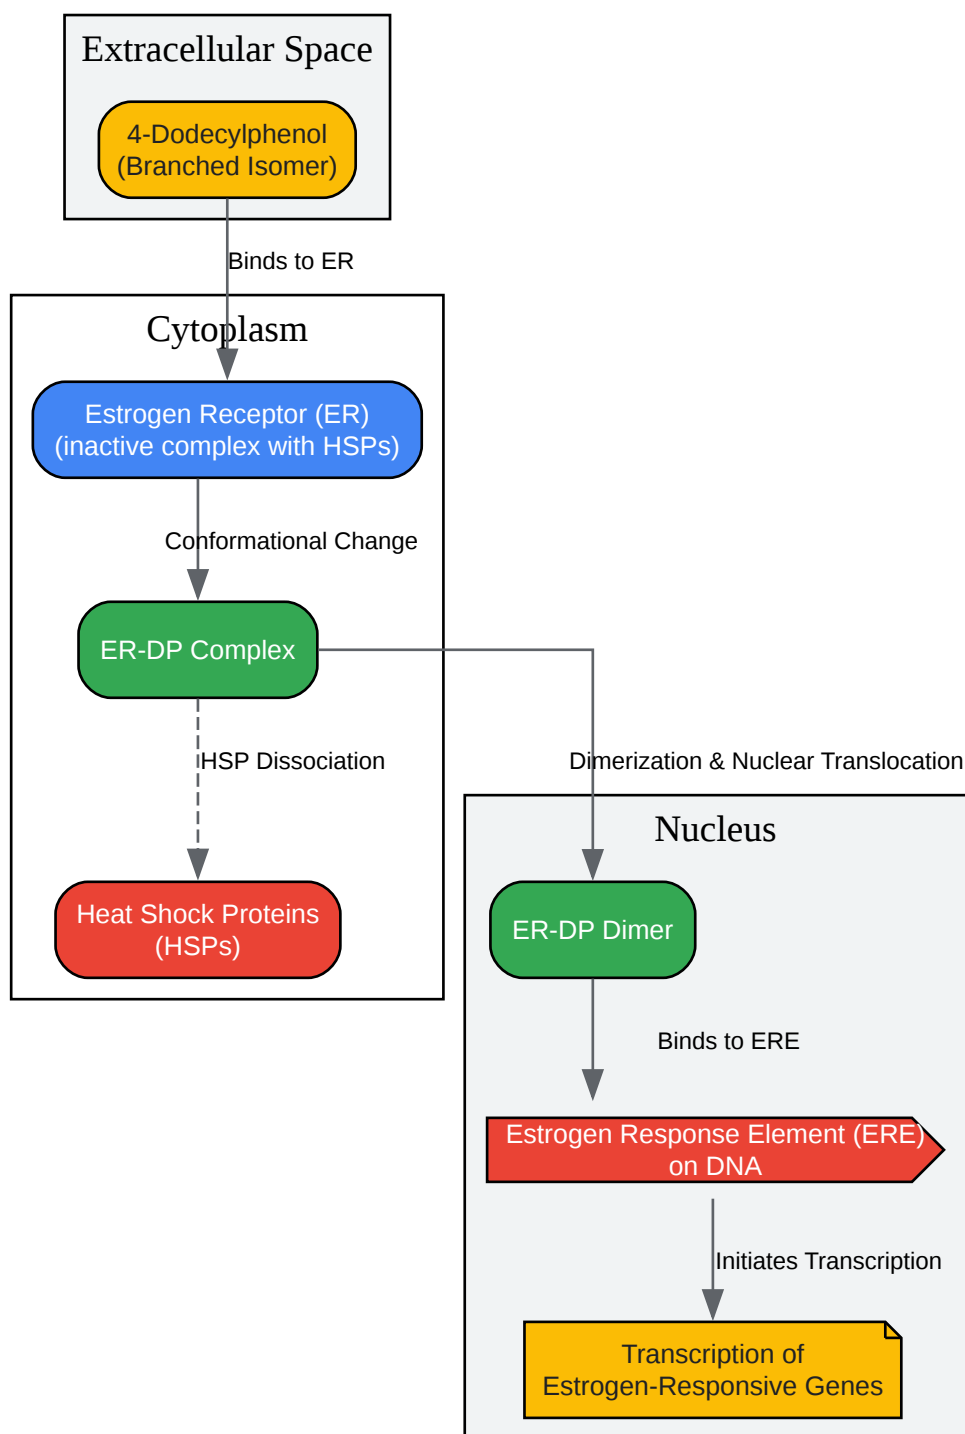 Extracellular Space
4-Dodecylphenol
(Branched Isomer)
Binds to ER
Cytoplasm
Estrogen Receptor (ER)
(inactive complex with HSPs)
Conformational Change
ER-DP Complex
HSP Dissociation
Heat Shock Proteins
(HSPs)
Dimerization & Nuclear Translocation
Nucleus
ER-DP Dimer
Binds to ERE
Estrogen Response Element (ERE)
on DNA
Initiates Transcription
Transcription of
Estrogen-Responsive Genes